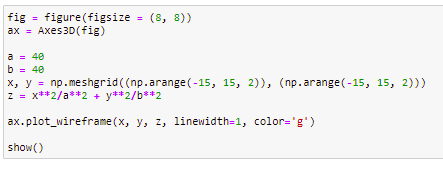 fig = figure(figsize = (8, 8))
ax = Axes3D(fig)
a = 40
b = 40
x, y = np.meshgrid((np.arange(-15, 15, 2)), (np.arange(-15, 15, 2)))
z = x**2/a**2 + y**2/b**2
ax.plot_wireframe(x, y, z, linewidth=1, color='g')
show()